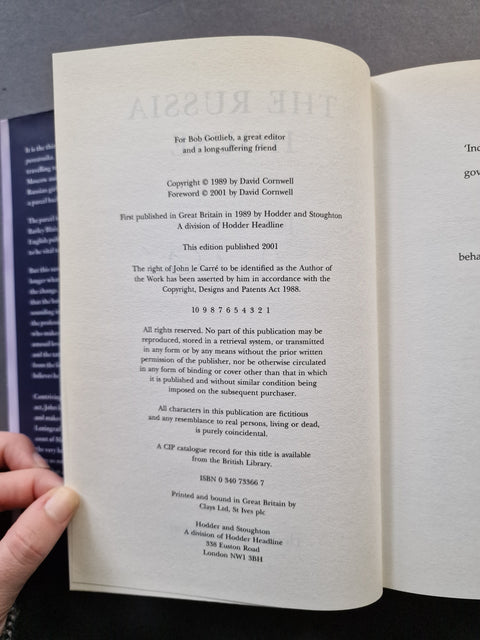 THE RUSSIA
For Bob Gottlieb, a great editor
and a long-suffering friend
Copyright © 1989 by David Cornwell
Foreword © 2001 by David Cornwell
First published in Great Britain in 1989 by Hodder and Stoughton
A division of Hodder Headline
This edition published 2001
The right of John le Carré to be identified as the Author of
the Work has been asserted by him in accordance with the
Copyright, Designs and Patents Act 1988.
10 9 8 7 6 5 4 3 2 1
All rights reserved. No part of this publication may be
reproduced, stored in a retrieval system, or transmitted
in any form or by any means without the prior written
permission of the publisher, nor be otherwise circulated
in any form of binding or cover other than that in which
it is published and without similar condition being
imposed on the subsequent purchaser.
All characters in this publication are fictitious
and any resemblance to real persons, living or dead,
is purely coincidental.
A CIP catalogue record for this title is available
from the British Library.
ISBN 0 340 73366 7
Printed and bound in Great Britain by
Clays Ltd, St Ives plc
Hodder and Stoughton
A division of Hodder Headline
338 Euston Road
London NW1 3BH
gov
beha